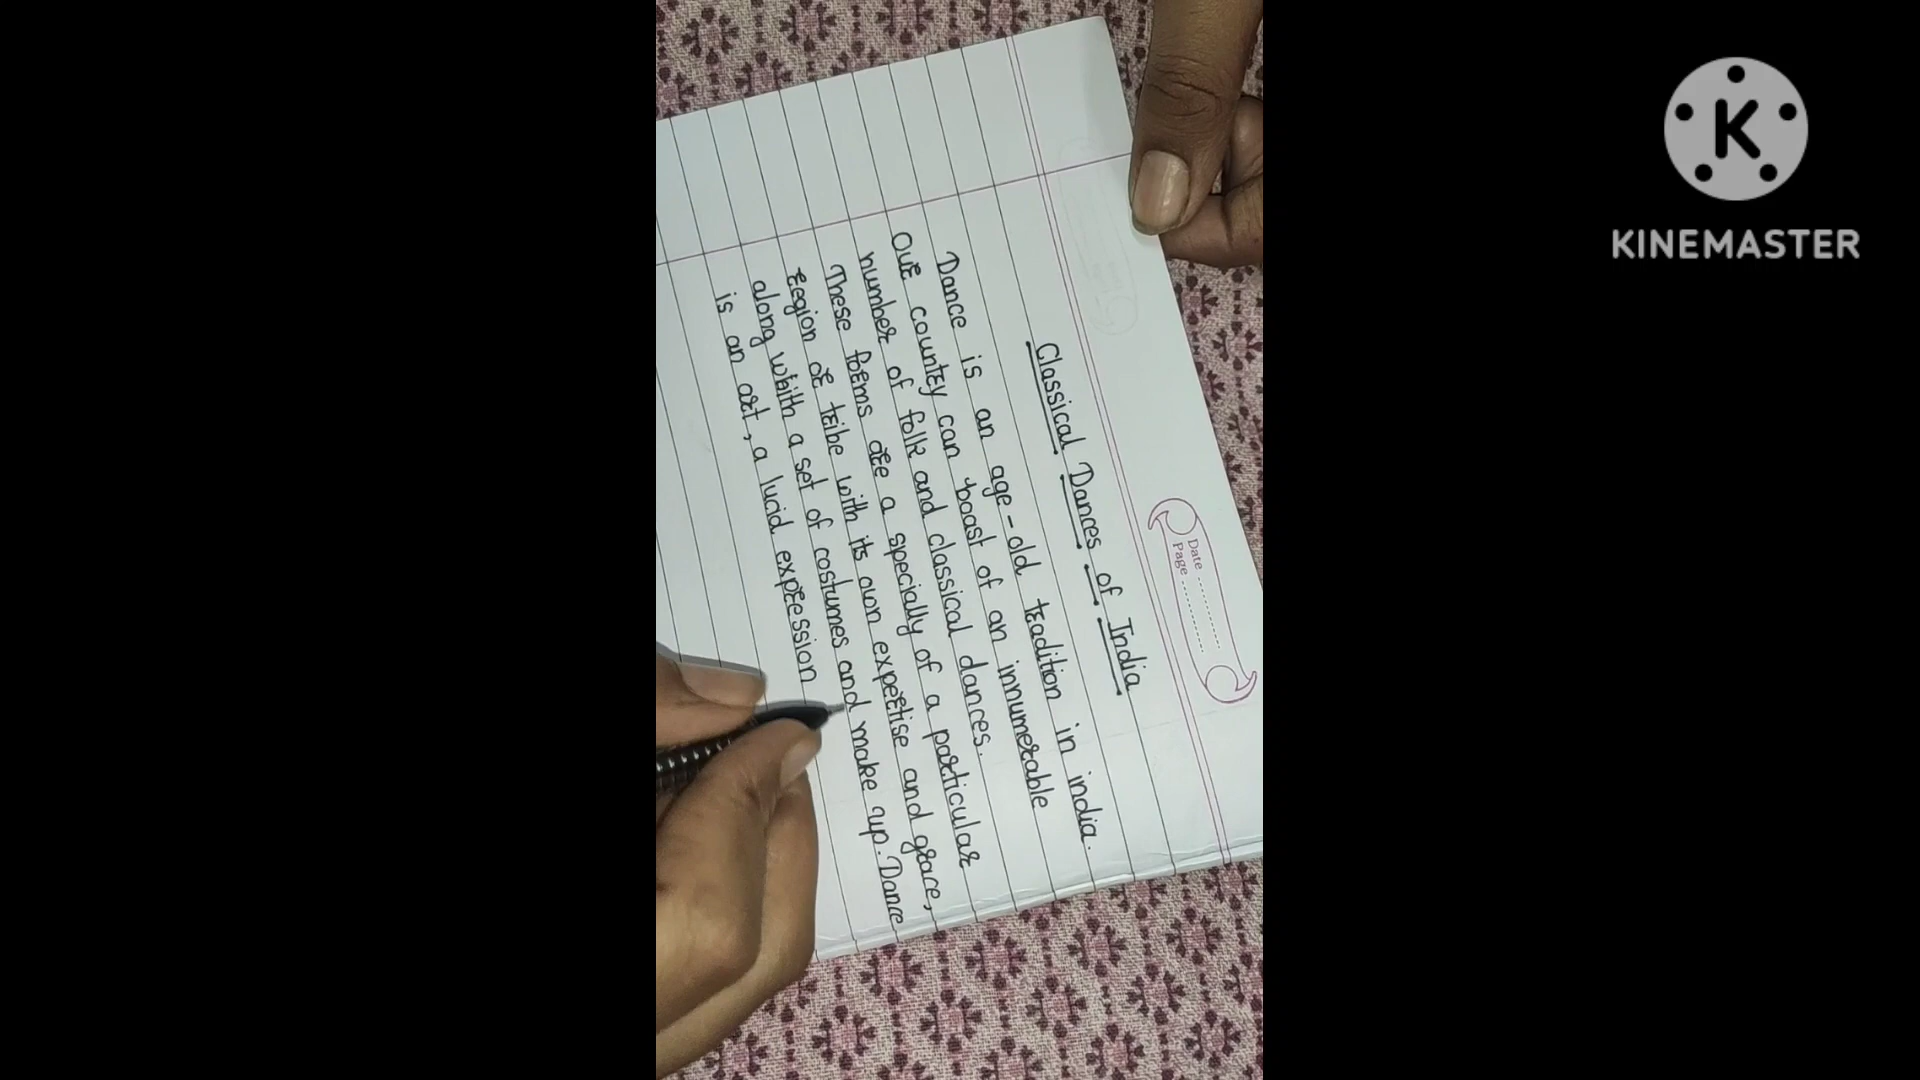 Date
Page
Classical Dances of India
Dance is an age-old tradition in india.
Our country can boast of an innumerable
number of folk and classical dances.
These forms are a specially of a particular
region or tribe with its own expertise and grace,
along whith a set of costumes and make up. Dance
is an art, a lucid expression
K
KINEMASTER